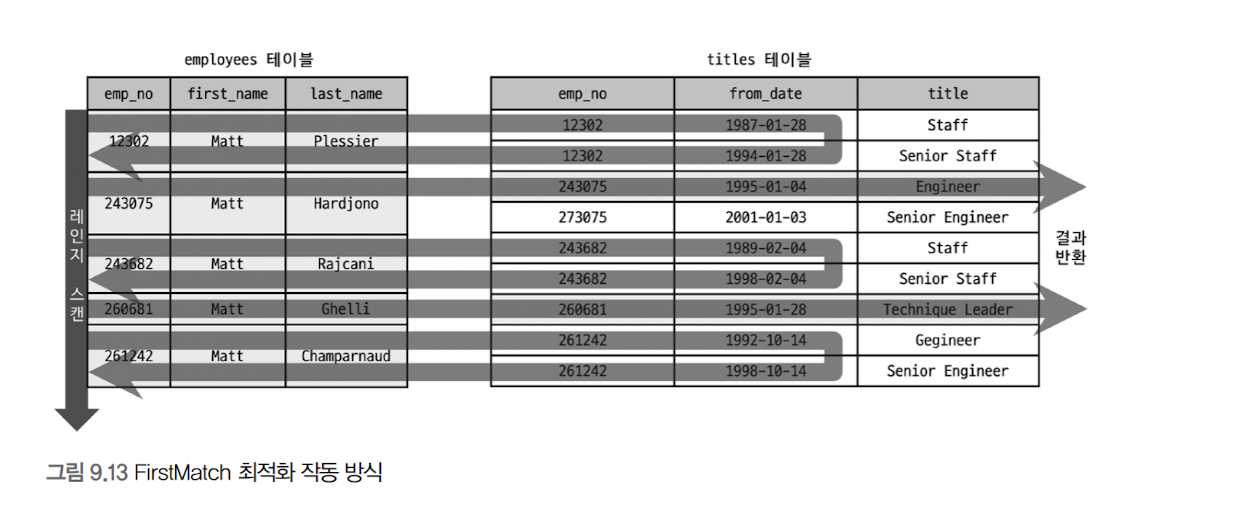 employees 테이블
emp_no first_name last_name
12302 Matt Plessier
243075 Matt Hardjono
243682 Matt Rajcani
260681 Matt Ghelli
261242 Matt Champarnaud
레인지 스캔
titles 테이블
emp_no from_date title
12302 1987-01-28 Staff
12302 1994-01-28 Senior Staff
243075 1995-01-04 Engineer
273075 2001-01-03 Senior Engineer
243682 1989-02-04 Staff
243682 1998-02-04 Senior Staff
260681 1995-01-28 Technique Leader
261242 1992-10-14 Gegineer
261242 1998-10-14 Senior Engineer
결과
반환
그림 9.13 FirstMatch 최적화 작동 방식